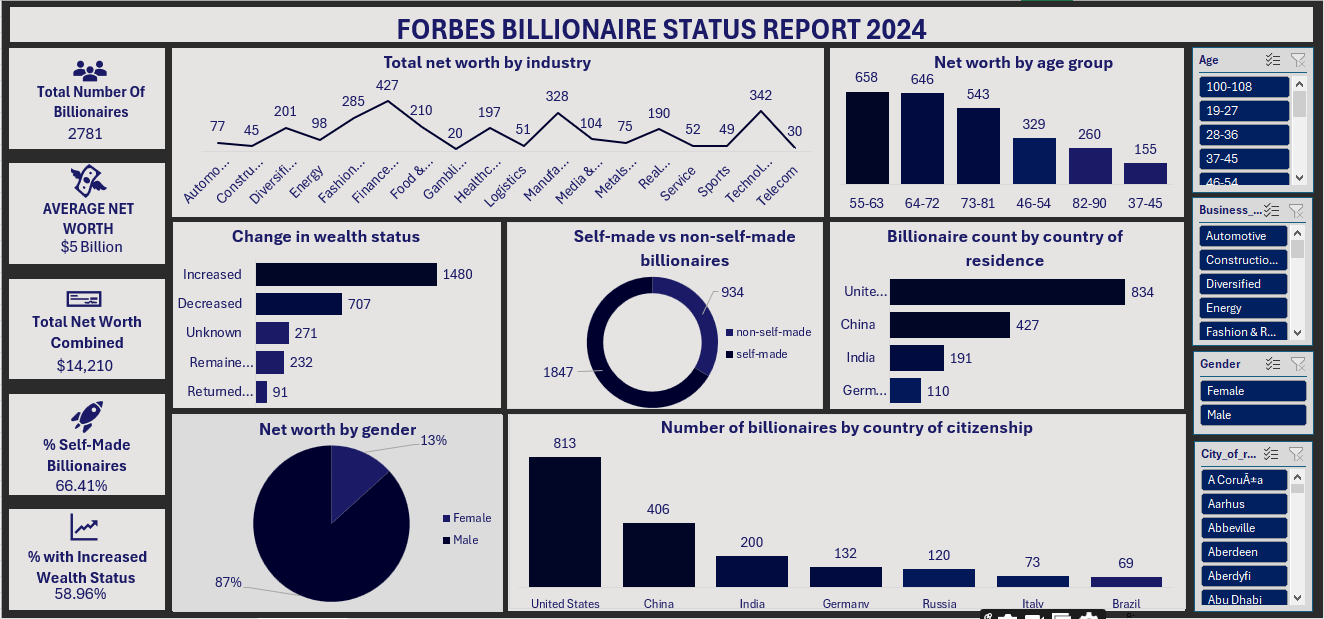 FORBES BILLIONAIRE STATUS REPORT 2024
Total Number Of
Billionaires
2781
AVERAGE NET
WORTH
$5 Billion
Total Net Worth
Combined
$14,210
% Self-Made
Billionaires
66.41%
% with Increased
Wealth Status
58.96%
Total net worth by industry
77
45
201
98
285
427
210
20
197
51
328
104
75
190
52
49
342
30
Automo...
Constru...
Diversifi...
Energy
Fashion...
Finance...
Food &...
Gambli...
Healthc...
Logistics
Manufa...
Media &...
Metals...
Real...
Service
Sports
Technol...
Telecom
Net worth by age group
658
646
543
329
260
155
55-63
64-72
73-81
46-54
82-90
37-45
Change in wealth status
Increased
1480
Decreased
707
Unknown
271
Remaine...
232
Returned...
91
Self-made vs non-self-made
billionaires
934
1847
non-self-made
self-made
Billionaire count by country of
residence
Unite...
834
China
427
India
191
Germ...
110
Net worth by gender
13%
87%
Female
Male
Number of billionaires by country of citizenship
813
406
200
132
120
73
69
United States
China
India
Germany
Russia
Italy
Brazil
Age
100-108
19-27
28-36
37-45
46-54
Business_...
Automotive
Constructio...
Diversified
Energy
Fashion & R...
Gender
Female
Male
City_of_r...
A CoruÃ±a
Aarhus
Abbeville
Aberdeen
Aberdyfi
Abu Dhabi